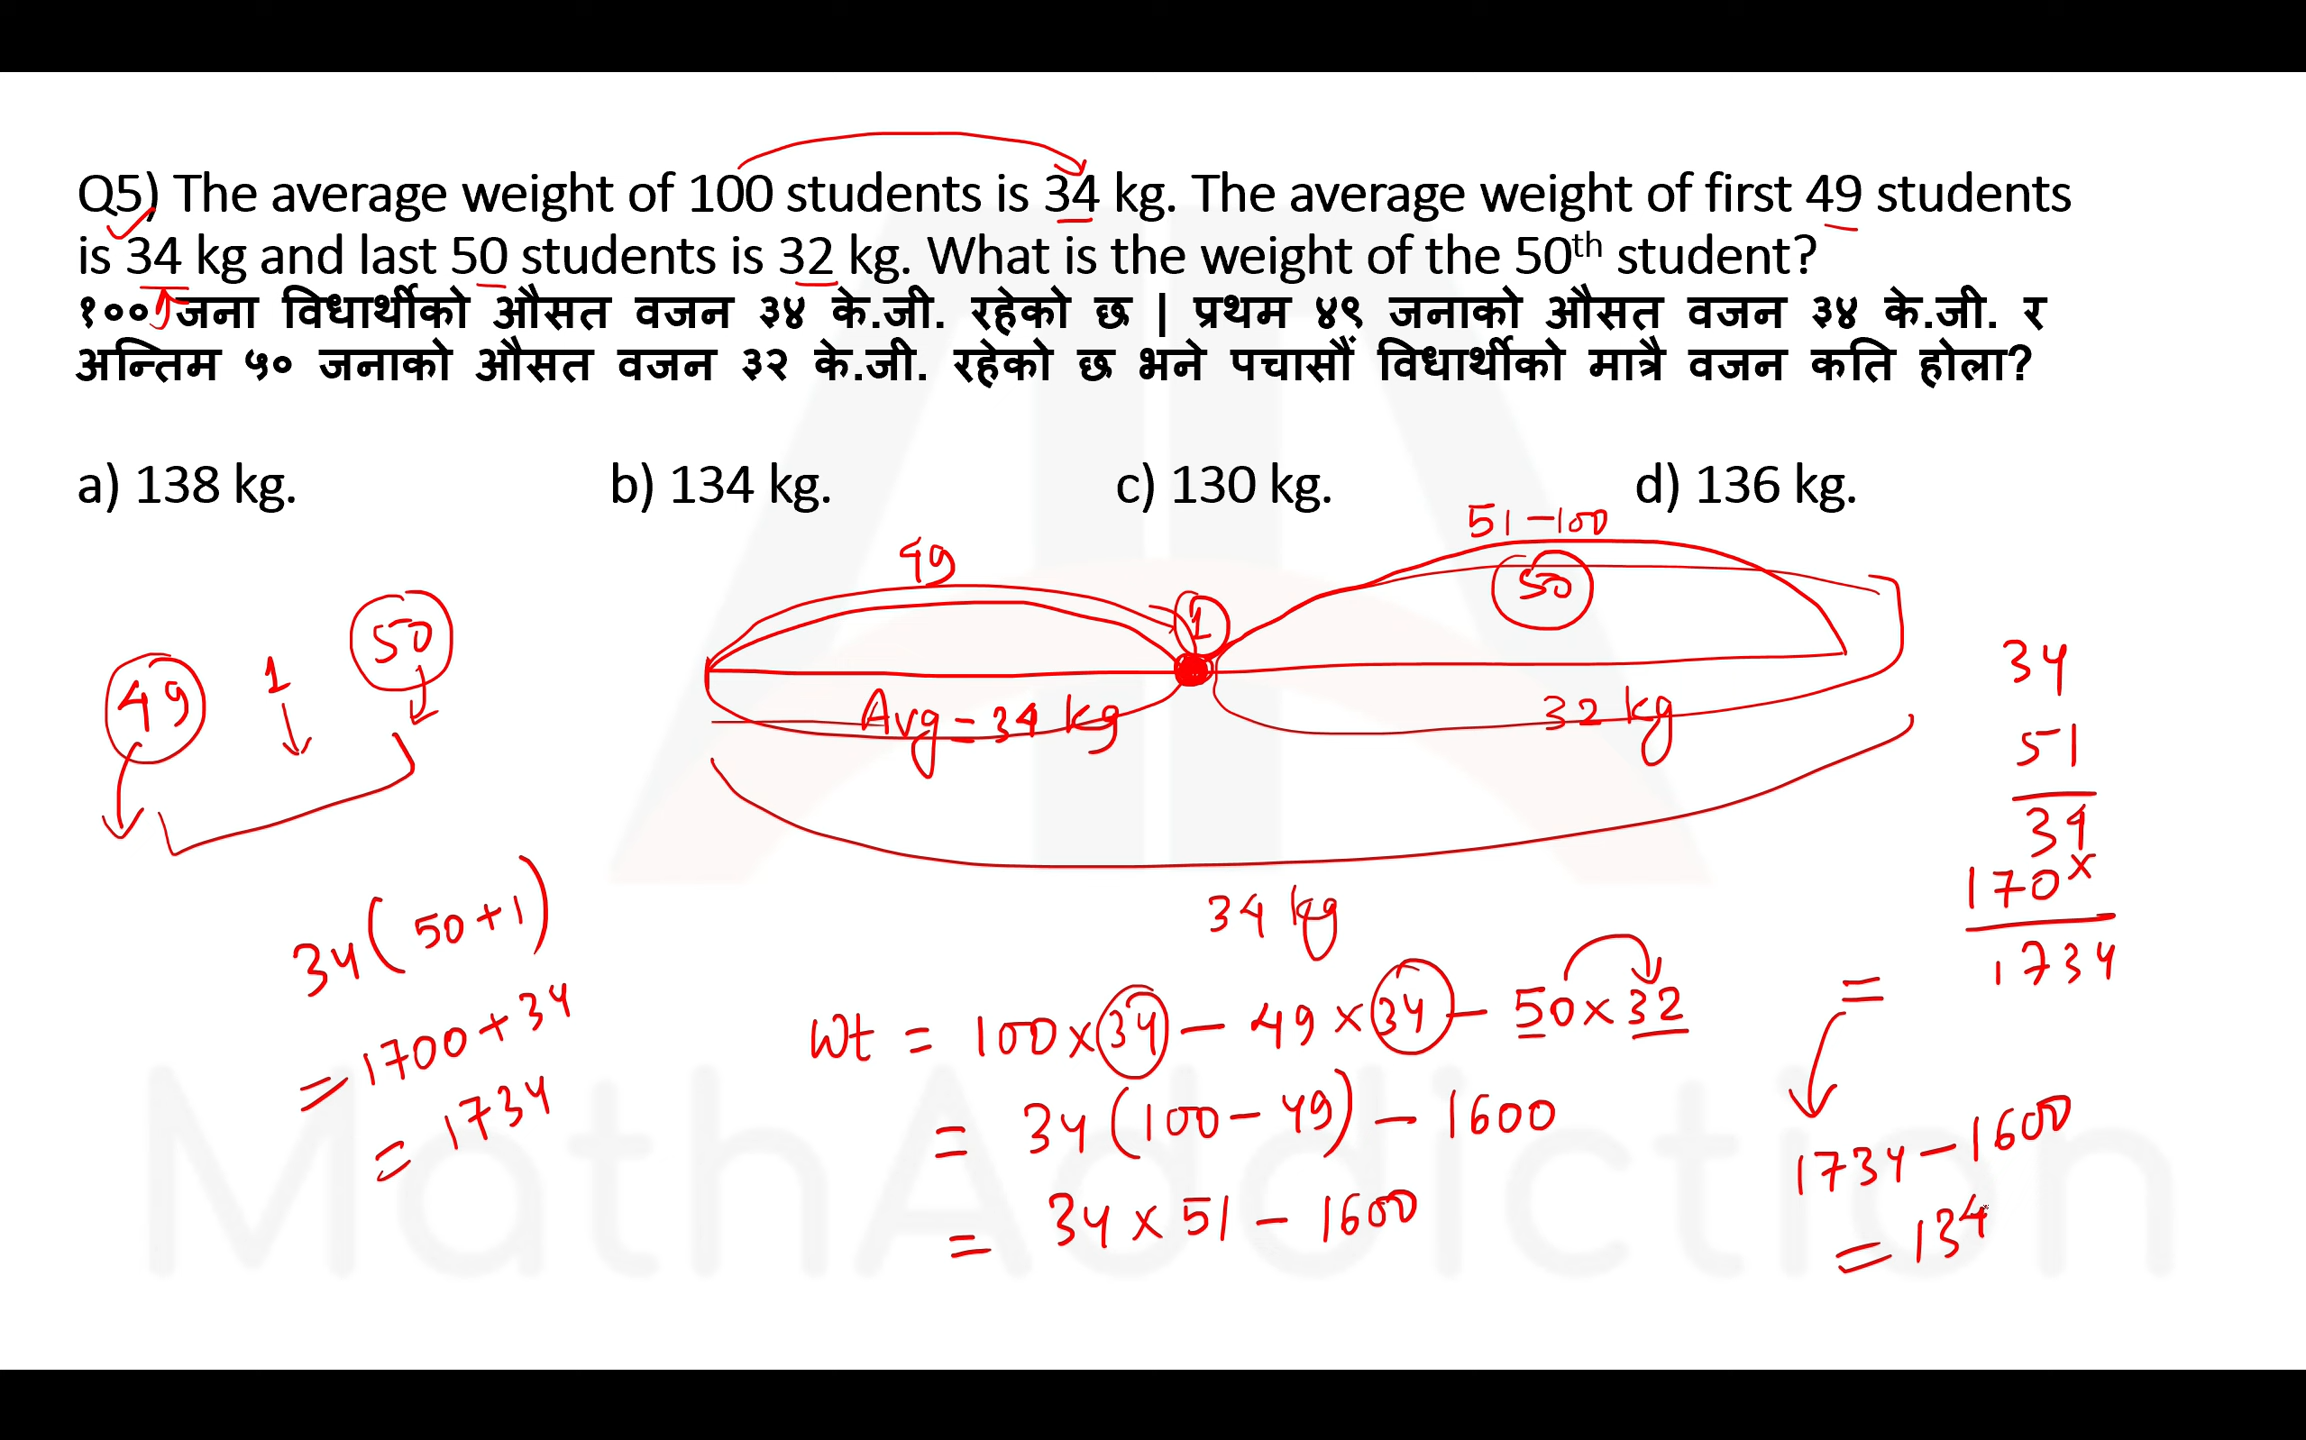 Q5) The average weight of 100 students is 34 kg. The average weight of first 49 students
is 34 kg and last 50 students is 32 kg. What is the weight of the 50th student?
१०० जना विधार्थीको औसत वजन ३४ के.जी. रहेको छ | प्रथम ४९ जनाको औसत वजन ३४ के.जी. र
अन्तिम ५० जनाको औसत वजन ३२ के.जी. रहेको छ भने पचासौं विधार्थीको मात्रै वजन कति होला?
a) 138 kg. b) 134 kg. c) 130 kg. d) 136 kg.
51-100
49 1 50
49 1 50
Avg = 34 kg 32 kg
34 kg
34
51
34
170x
1734
34(50+1)
=1700+34
= 1734
Wt = 100×34 - 49×34 - 50×32 =
= 34(100-49) - 1600
= 34×51 - 1600
1734-1600
= 134
MathAddiction